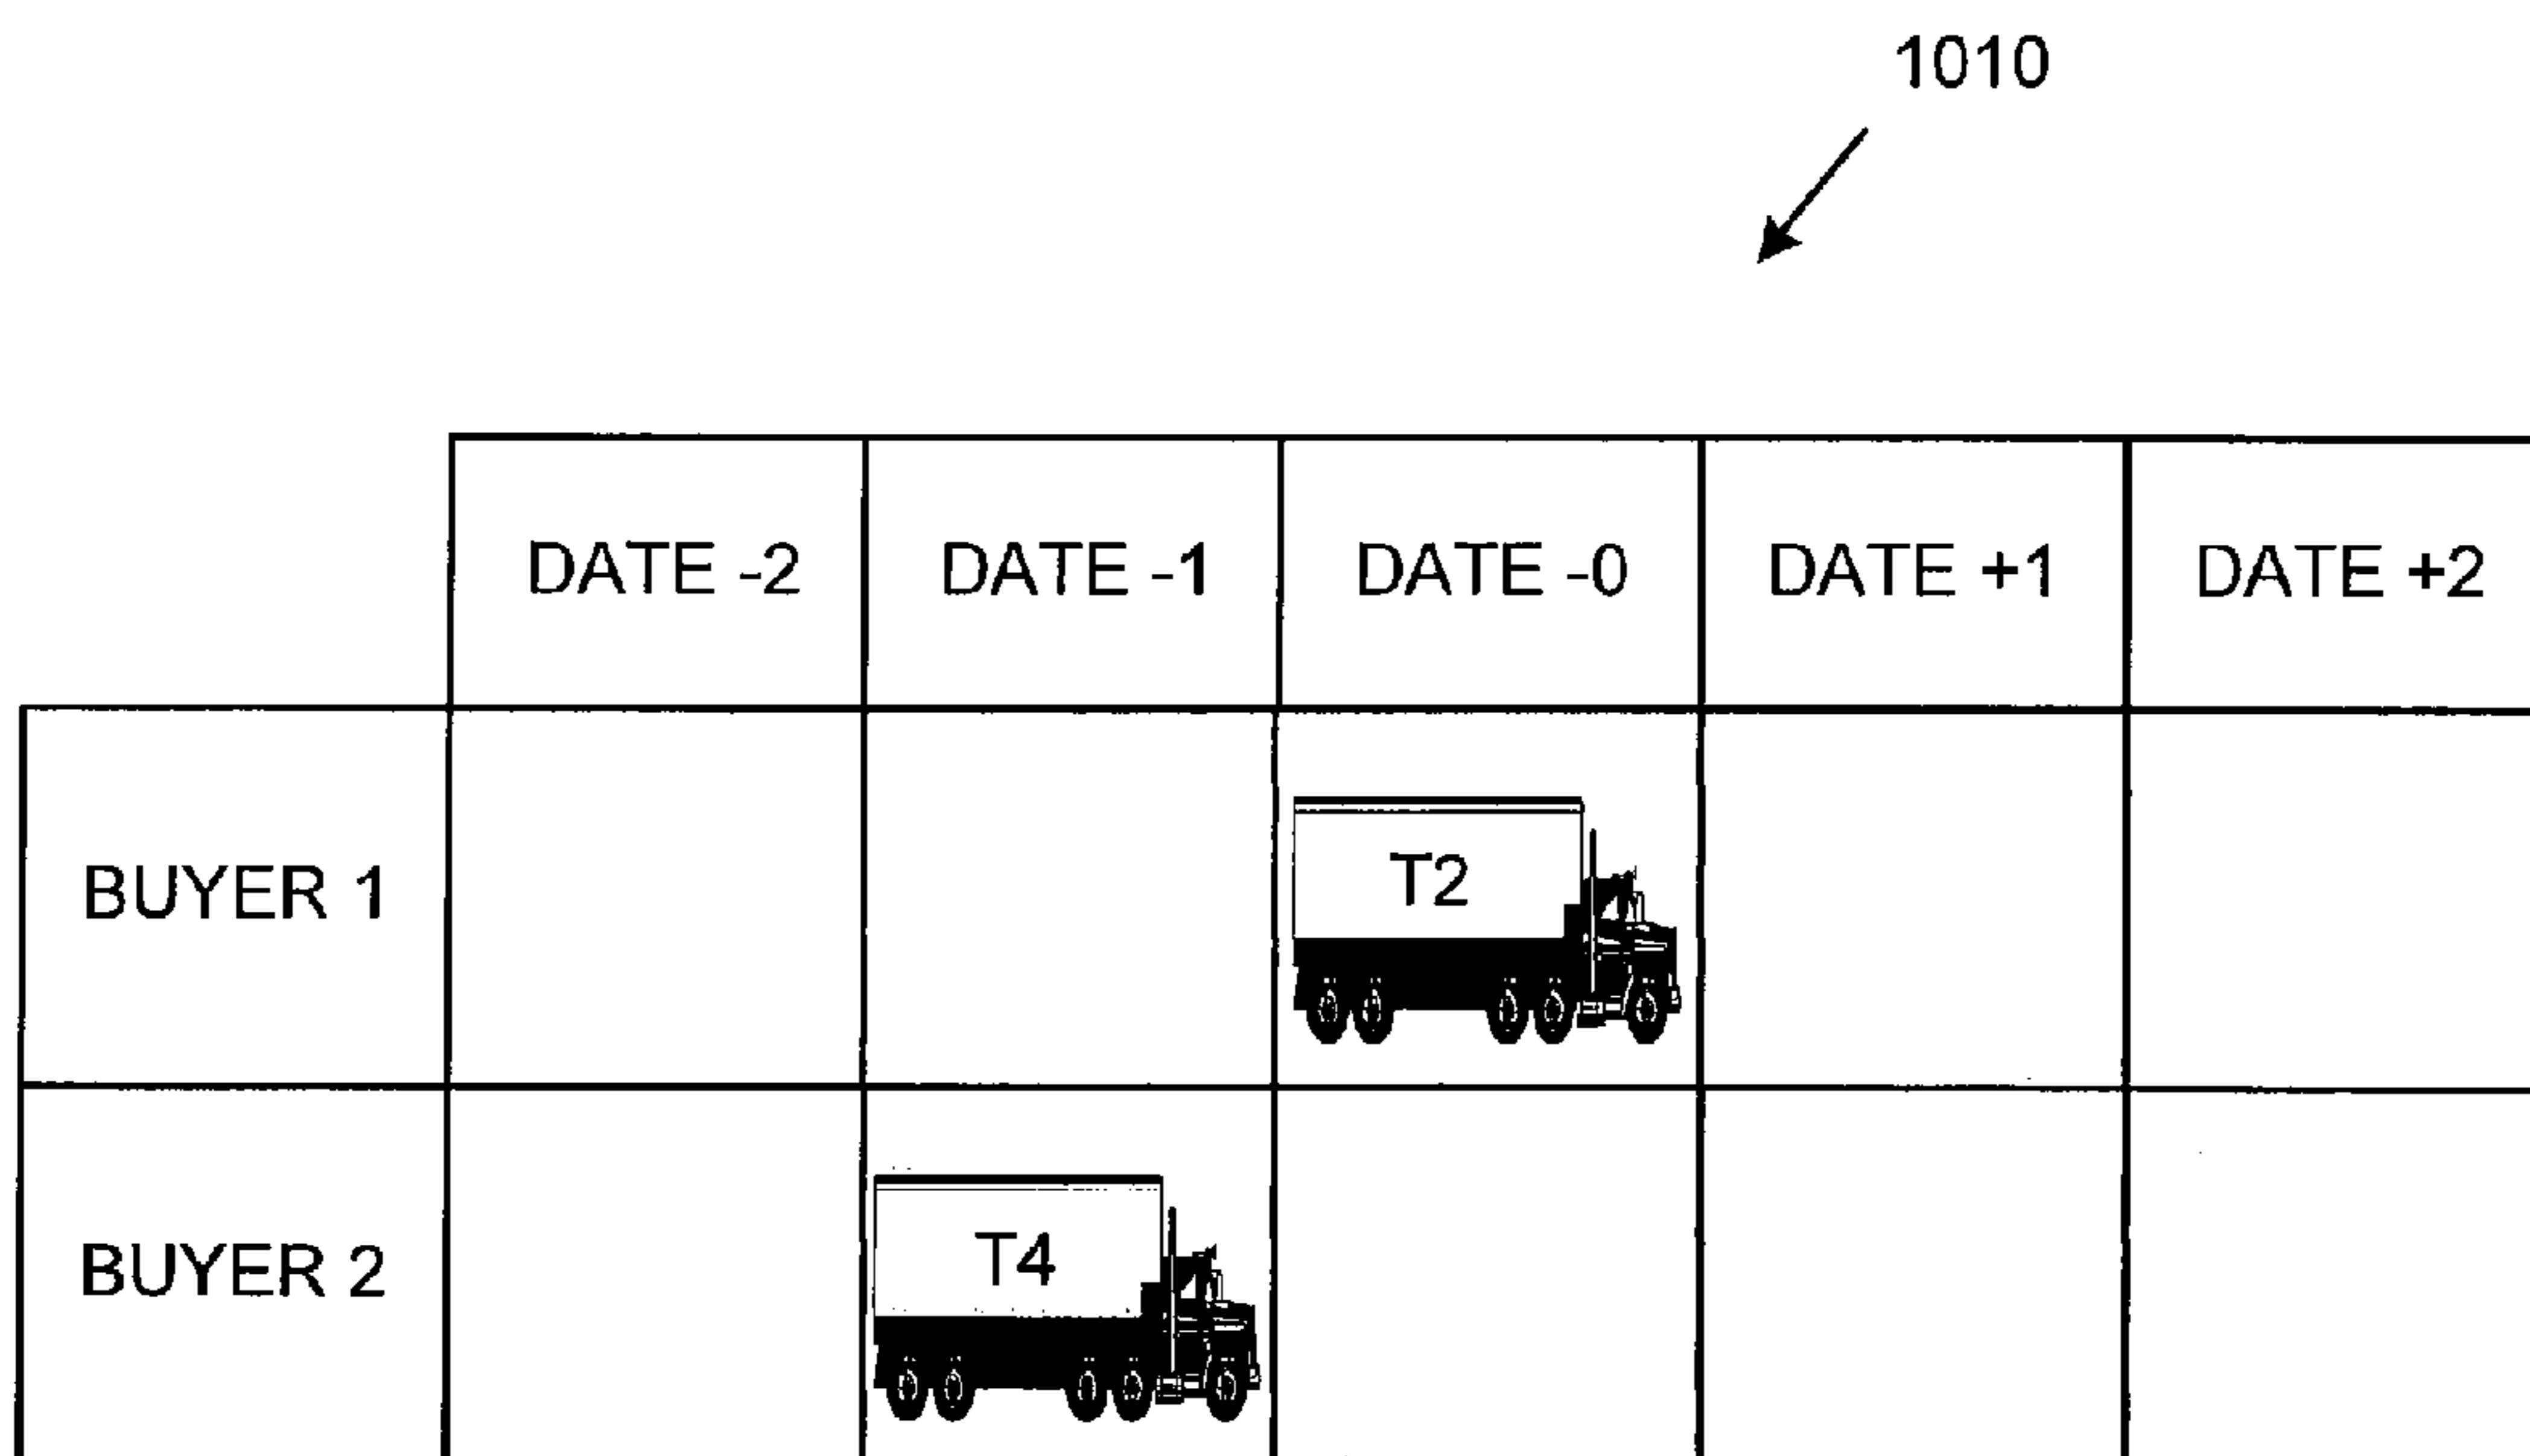 1010
DATE -2 DATE -1 DATE -0 DATE +1 DATE +2
BUYER 1 T2
BUYER 2 T4